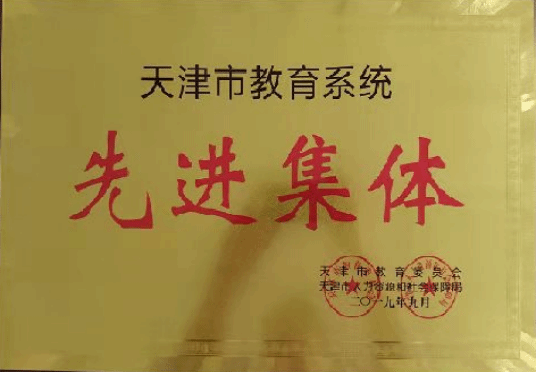 天津市教育系统
先进集体
天津市教育委员会
天津市人力资源和社会保障局
二〇一九年九月